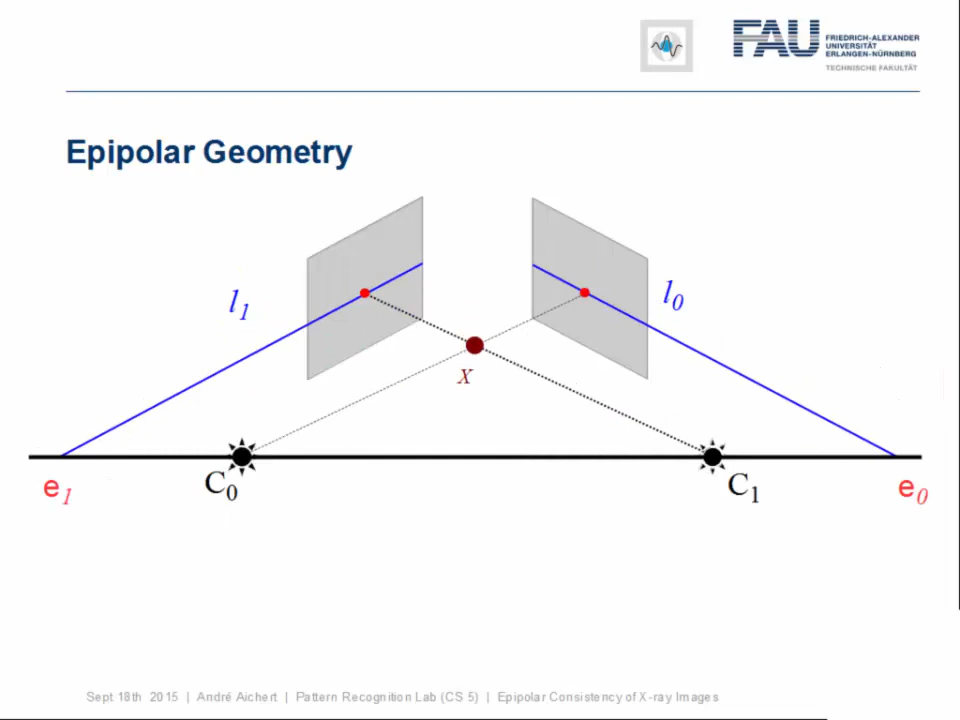 FAU
FRIEDRICH-ALEXANDER
UNIVERSITÄT
ERLANGEN-NÜRNBERG
TECHNISCHE FAKULTÄT
Epipolar Geometry
l1
l0
X
C0
C1
e1
e0
Sept 18th 2015 | André Aichert | Pattern Recognition Lab (CS 5) | Epipolar Consistency of X-ray Images